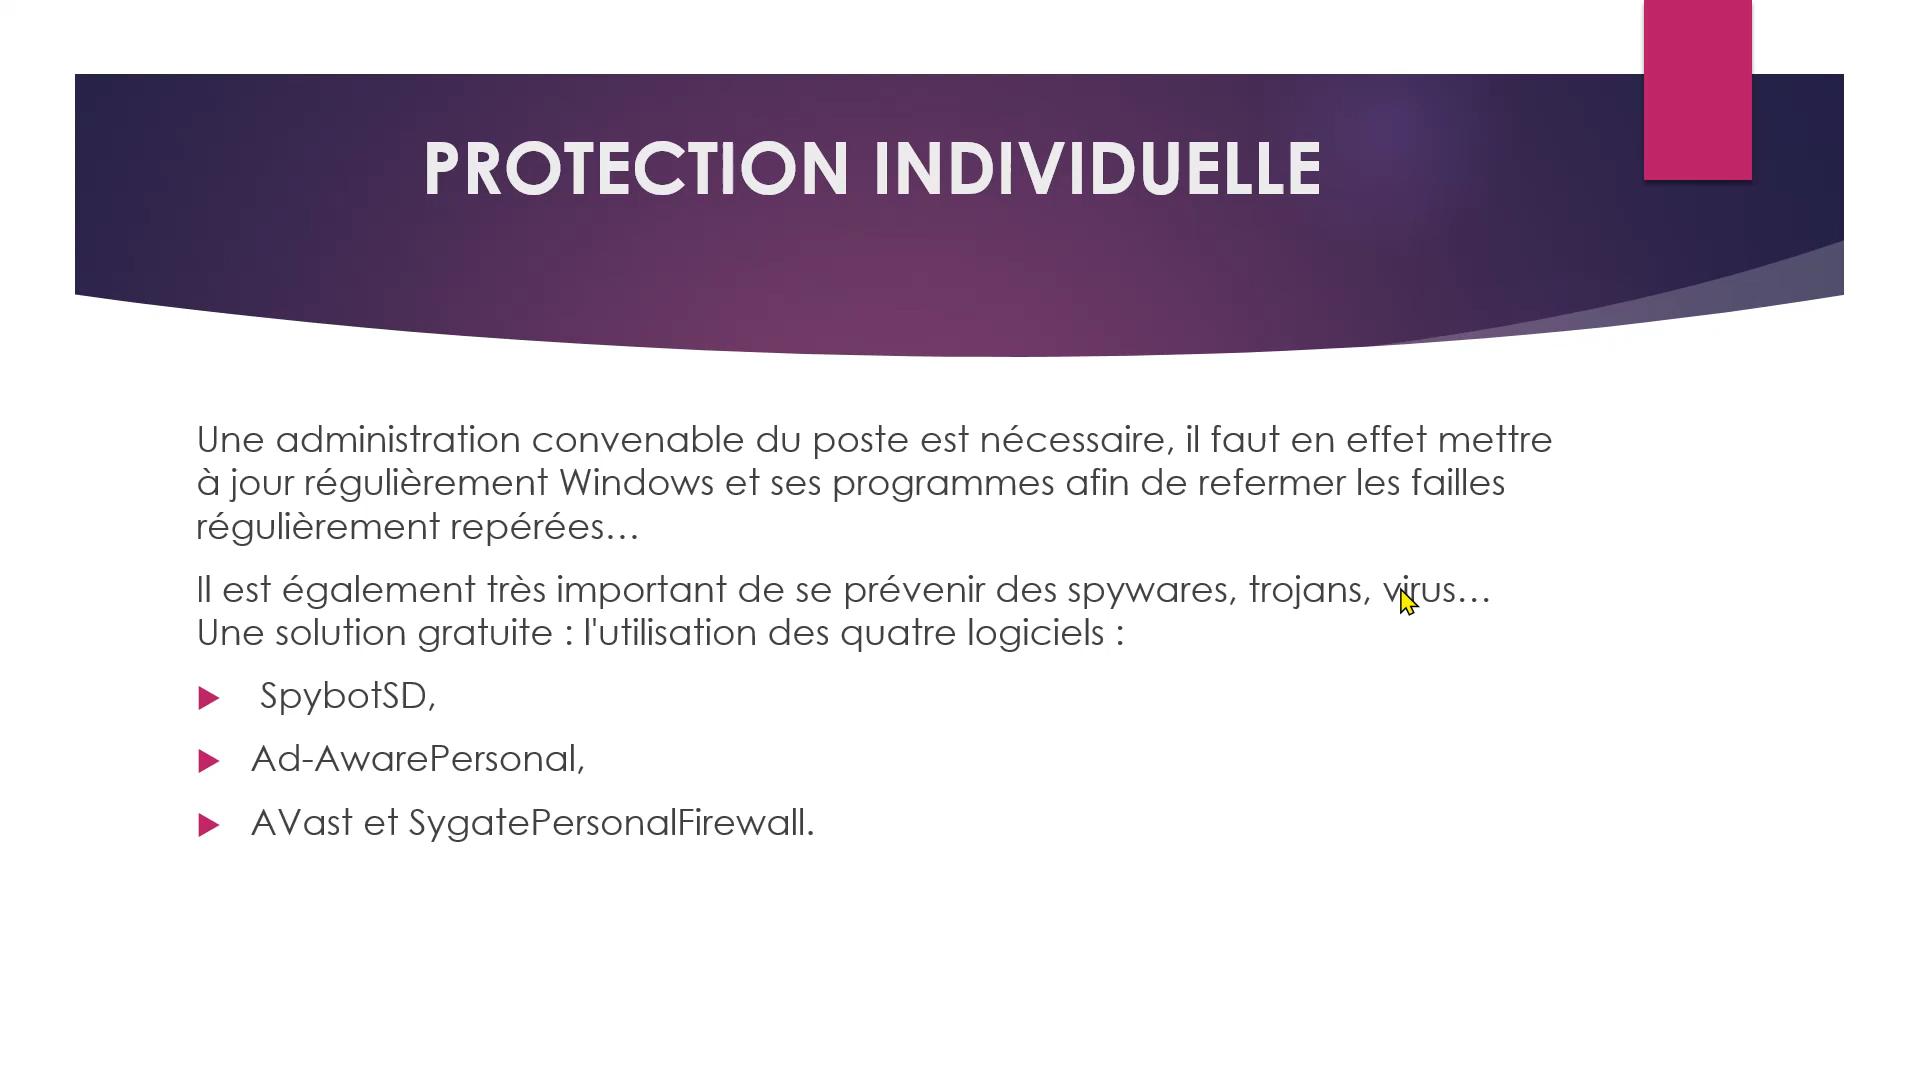 PROTECTION INDIVIDUELLE
Une administration convenable du poste est nécessaire, il faut en effet mettre
à jour régulièrement Windows et ses programmes afin de refermer les failles
régulièrement repérées…
Il est également très important de se prévenir des spywares, trojans, virus…
Une solution gratuite : l'utilisation des quatre logiciels :
SpybotSD,
Ad-AwarePersonal,
AVast et SygatePersonalFirewall.